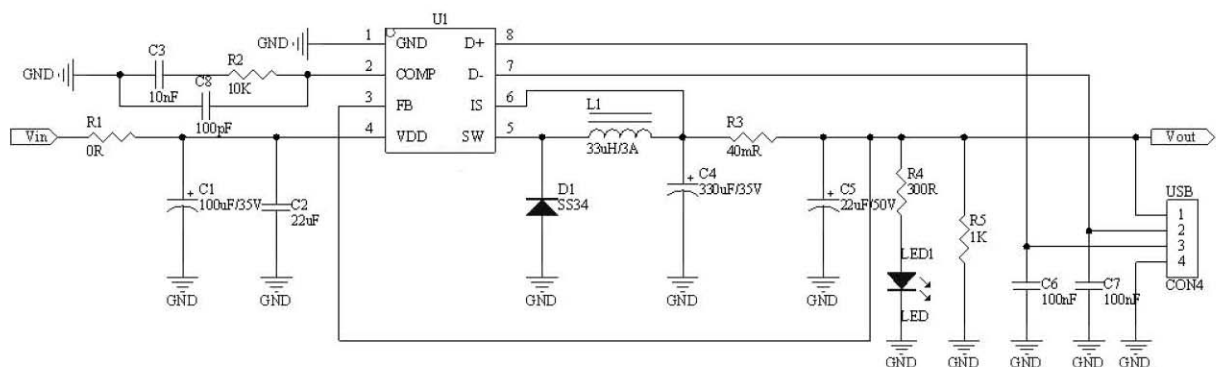 U1
1 GND D+ 8
2 COMP D- 7
3 FB IS 6
4 VDD SW 5
GND
GND
C3
10nF
R2
10K
C8
100pF
Vin
R1
0R
C1
100uF/35V
C2
22uF
GND
GND
L1
33uH/3A
D1
SS34
GND
C4
330uF/35V
GND
R3
40mR
C5
22uF/50V
GND
R4
300R
LED1
LED
GND
R5
1K
GND
Vout
USB
1
2
3
4
CON4
C6
100nF
GND
C7
100nF
GND
GND